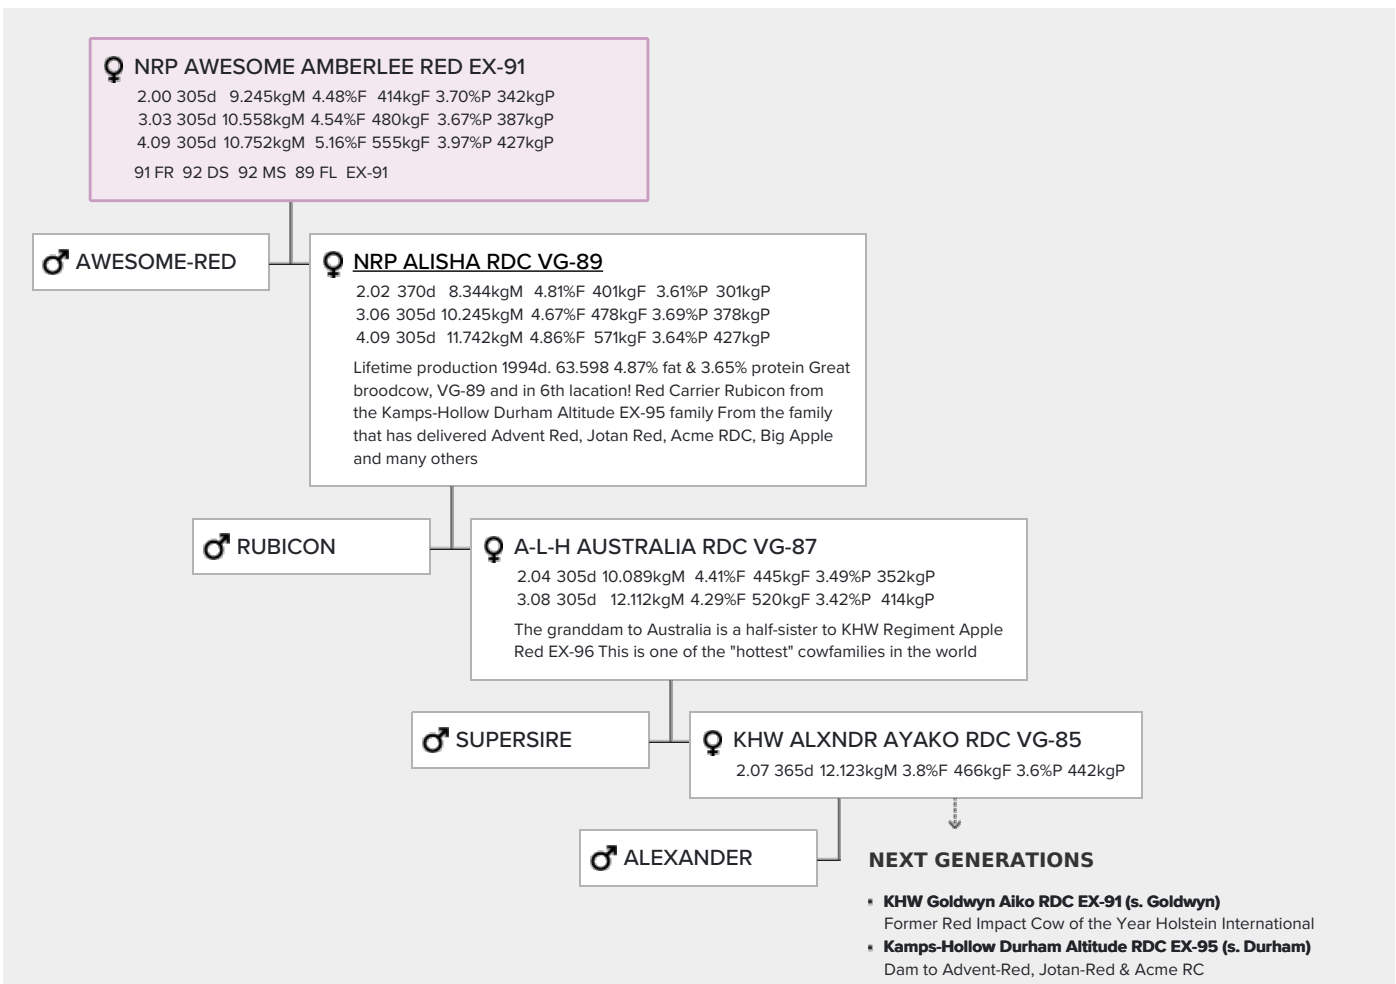 NRP AWESOME AMBERLEE RED EX-91
2.00 305d 9.245kgM 4.48%F 414kgF 3.70%P 342kgP
3.03 305d 10.558kgM 4.54%F 480kgF 3.67%P 387kgP
4.09 305d 10.752kgM 5.16%F 555kgF 3.97%P 427kgP
91 FR 92 DS 92 MS 89 FL EX-91
AWESOME-RED
NRP ALISHA RDC VG-89
2.02 370d 8.344kgM 4.81%F 401kgF 3.61%P 301kgP
3.06 305d 10.245kgM 4.67%F 478kgF 3.69%P 378kgP
4.09 305d 11.742kgM 4.86%F 571kgF 3.64%P 427kgP
Lifetime production 1994d. 63.598 4.87% fat & 3.65% protein Great
broodcow, VG-89 and in 6th lacation! Red Carrier Rubicon from
the Kamps-Hollow Durham Altitude EX-95 family From the family
that has delivered Advent Red, Jotan Red, Acme RDC, Big Apple
and many others
RUBICON
A-L-H AUSTRALIA RDC VG-87
2.04 305d 10.089kgM 4.41%F 445kgF 3.49%P 352kgP
3.08 305d 12.112kgM 4.29%F 520kgF 3.42%P 414kgP
The granddam to Australia is a half-sister to KHW Regiment Apple
Red EX-96 This is one of the "hottest" cowfamilies in the world
SUPERSIRE
KHW ALXNDR AYAKO RDC VG-85
2.07 365d 12.123kgM 3.8%F 466kgF 3.6%P 442kgP
ALEXANDER
NEXT GENERATIONS
KHW Goldwyn Aiko RDC EX-91 (s. Goldwyn)
Former Red Impact Cow of the Year Holstein International
Kamps-Hollow Durham Altitude RDC EX-95 (s. Durham)
Dam to Advent-Red, Jotan-Red & Acme RC